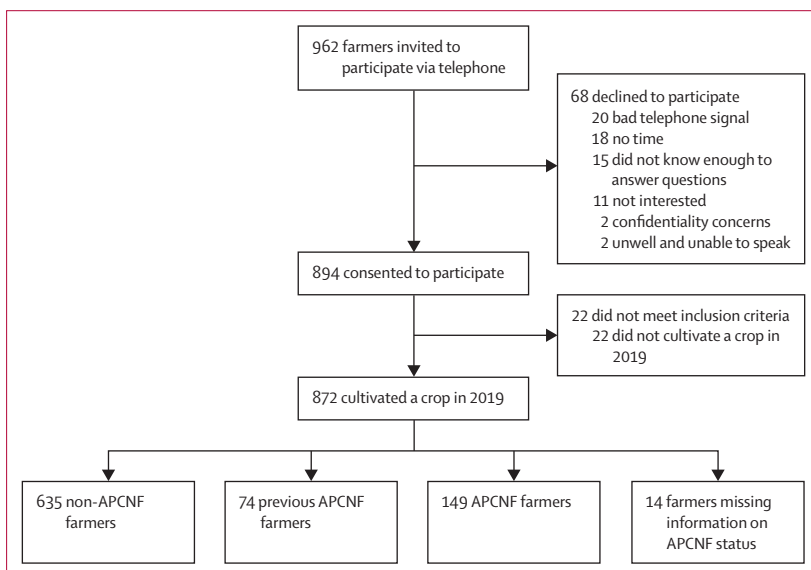 962 farmers invited to
participate via telephone
68 declined to participate
20 bad telephone signal
18 no time
15 did not know enough to
answer questions
11 not interested
2 confidentiality concerns
2 unwell and unable to speak
894 consented to participate
22 did not meet inclusion criteria
22 did not cultivate a crop in
2019
872 cultivated a crop in 2019
635 non-APCNF
farmers
74 previous APCNF
farmers
149 APCNF farmers
14 farmers missing
information on
APCNF status